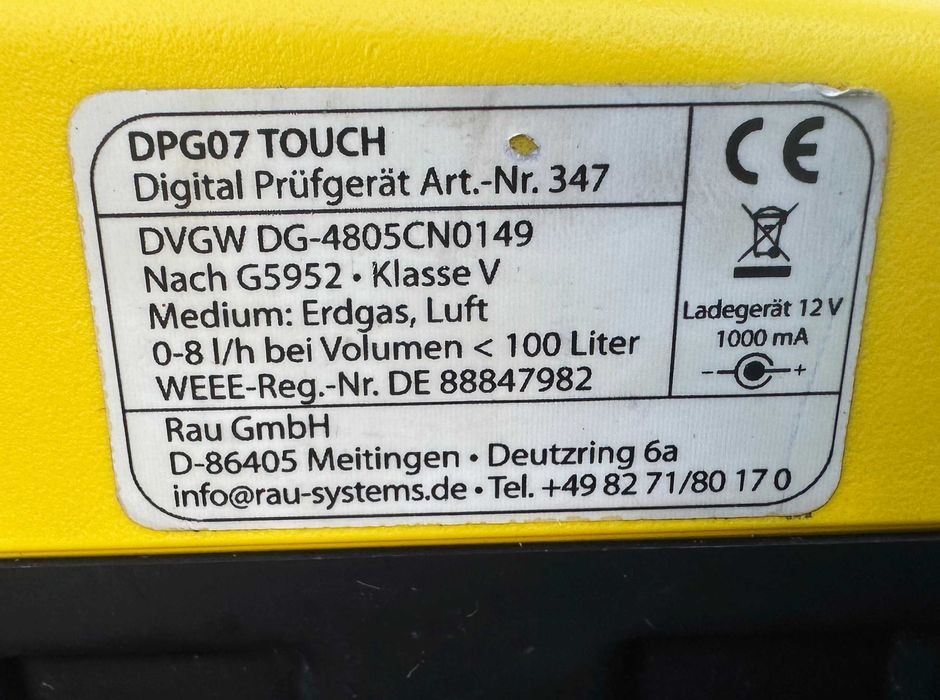 DPG07 TOUCH
Digital Prüfgerät Art.-Nr. 347
CE
DVGW DG-4805CN0149
Nach G5952 • Klasse V
Medium: Erdgas, Luft
0-8 l/h bei Volumen < 100 Liter
WEEE-Reg.-Nr. DE 88847982
Ladegerät 12 V
1000 mA
- +
Rau GmbH
D-86405 Meitingen • Deutzring 6a
info@rau-systems.de • Tel. +49 82 71/80 17 0